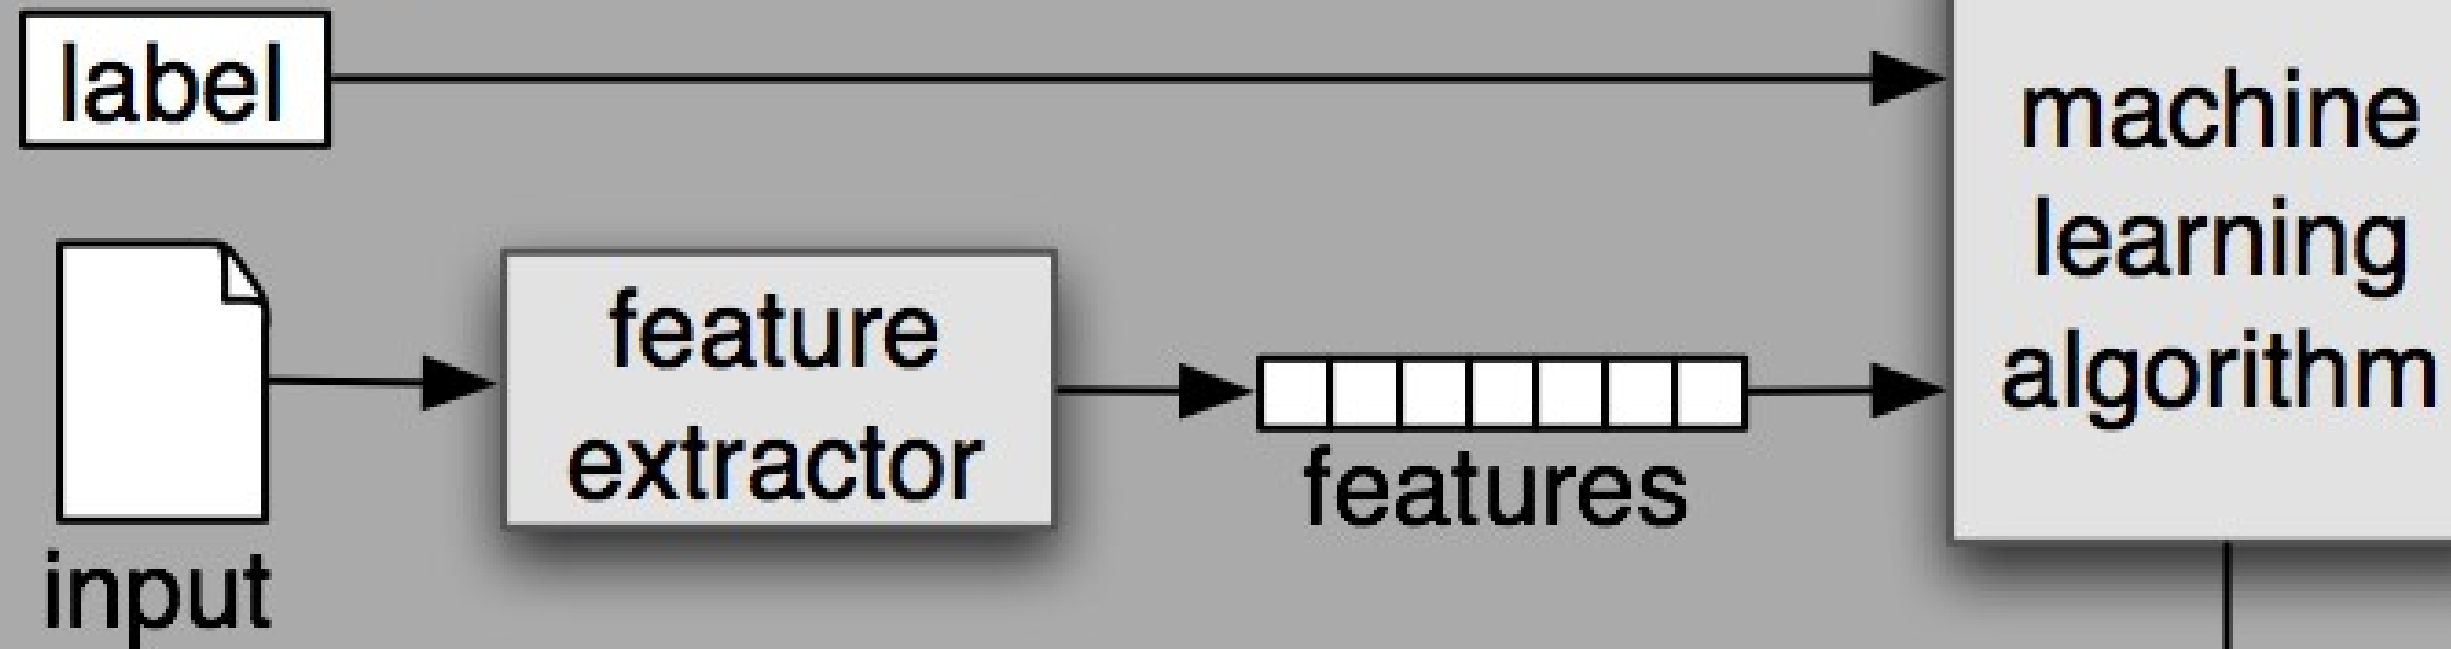 label
machine
learning
algorithm
feature
extractor
features
input